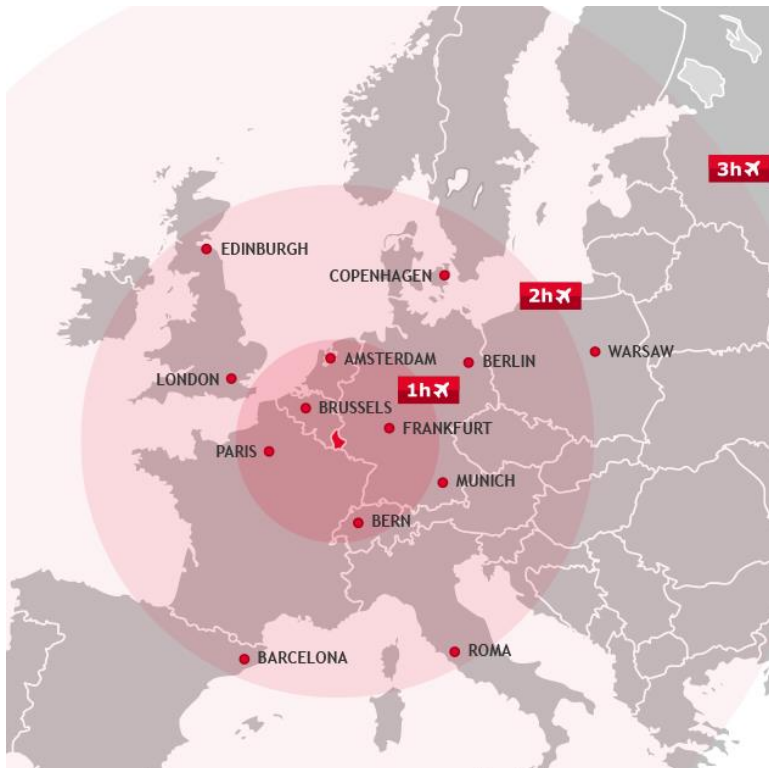 3h
EDINBURGH
COPENHAGEN
2h
AMSTERDAM
BERLIN
WARSAW
LONDON
1h
BRUSSELS
FRANKFURT
PARIS
MUNICH
BERN
BARCELONA
ROMA